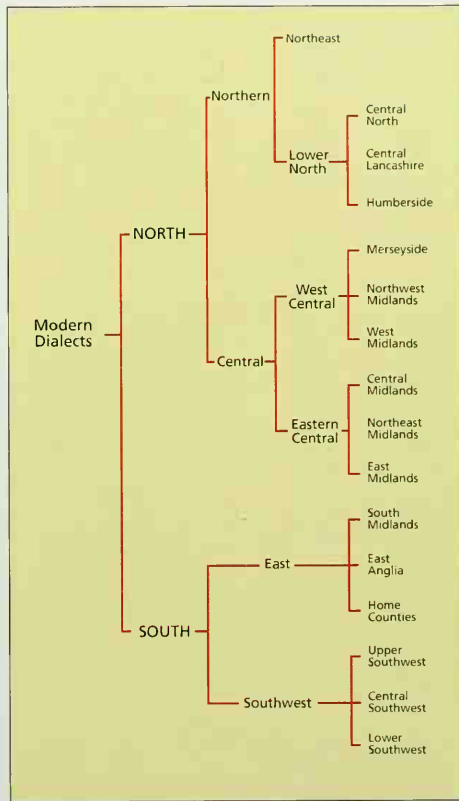 Northeast
Northern
Central
North
Lower
North
Central
Lancashire
Humberside
NORTH
Merseyside
West
Central
Northwest
Midlands
West
Midlands
Modern
Dialects
Central
Central
Midlands
Eastern
Central
Northeast
Midlands
East
Midlands
South
Midlands
East
East
Anglia
Home
Counties
SOUTH
Upper
Southwest
Southwest
Central
Southwest
Lower
Southwest